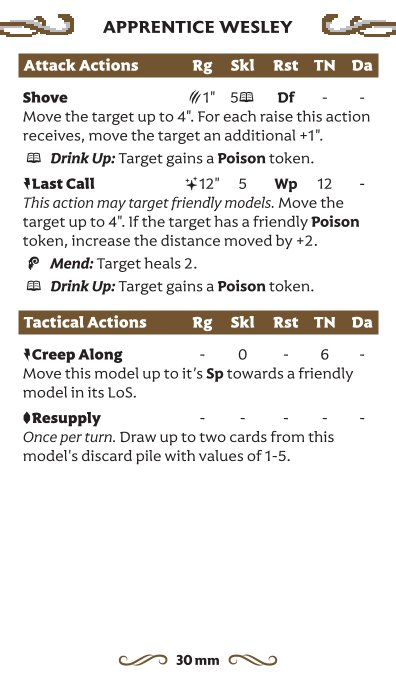 APPRENTICE WESLEY
Attack Actions Rg Skl Rst TN Da
Shove 1" 5 Df - -
Move the target up to 4". For each raise this action
receives, move the target an additional +1".
Drink Up: Target gains a Poison token.
Last Call 12" 5 Wp 12 -
This action may target friendly models. Move the
target up to 4". If the target has a friendly Poison
token, increase the distance moved by +2.
Mend: Target heals 2.
Drink Up: Target gains a Poison token.
Tactical Actions Rg Skl Rst TN Da
Creep Along - 0 - 6 -
Move this model up to it's Sp towards a friendly
model in its LoS.
Resupply - - - - -
Once per turn. Draw up to two cards from this
model's discard pile with values of 1-5.
30 mm